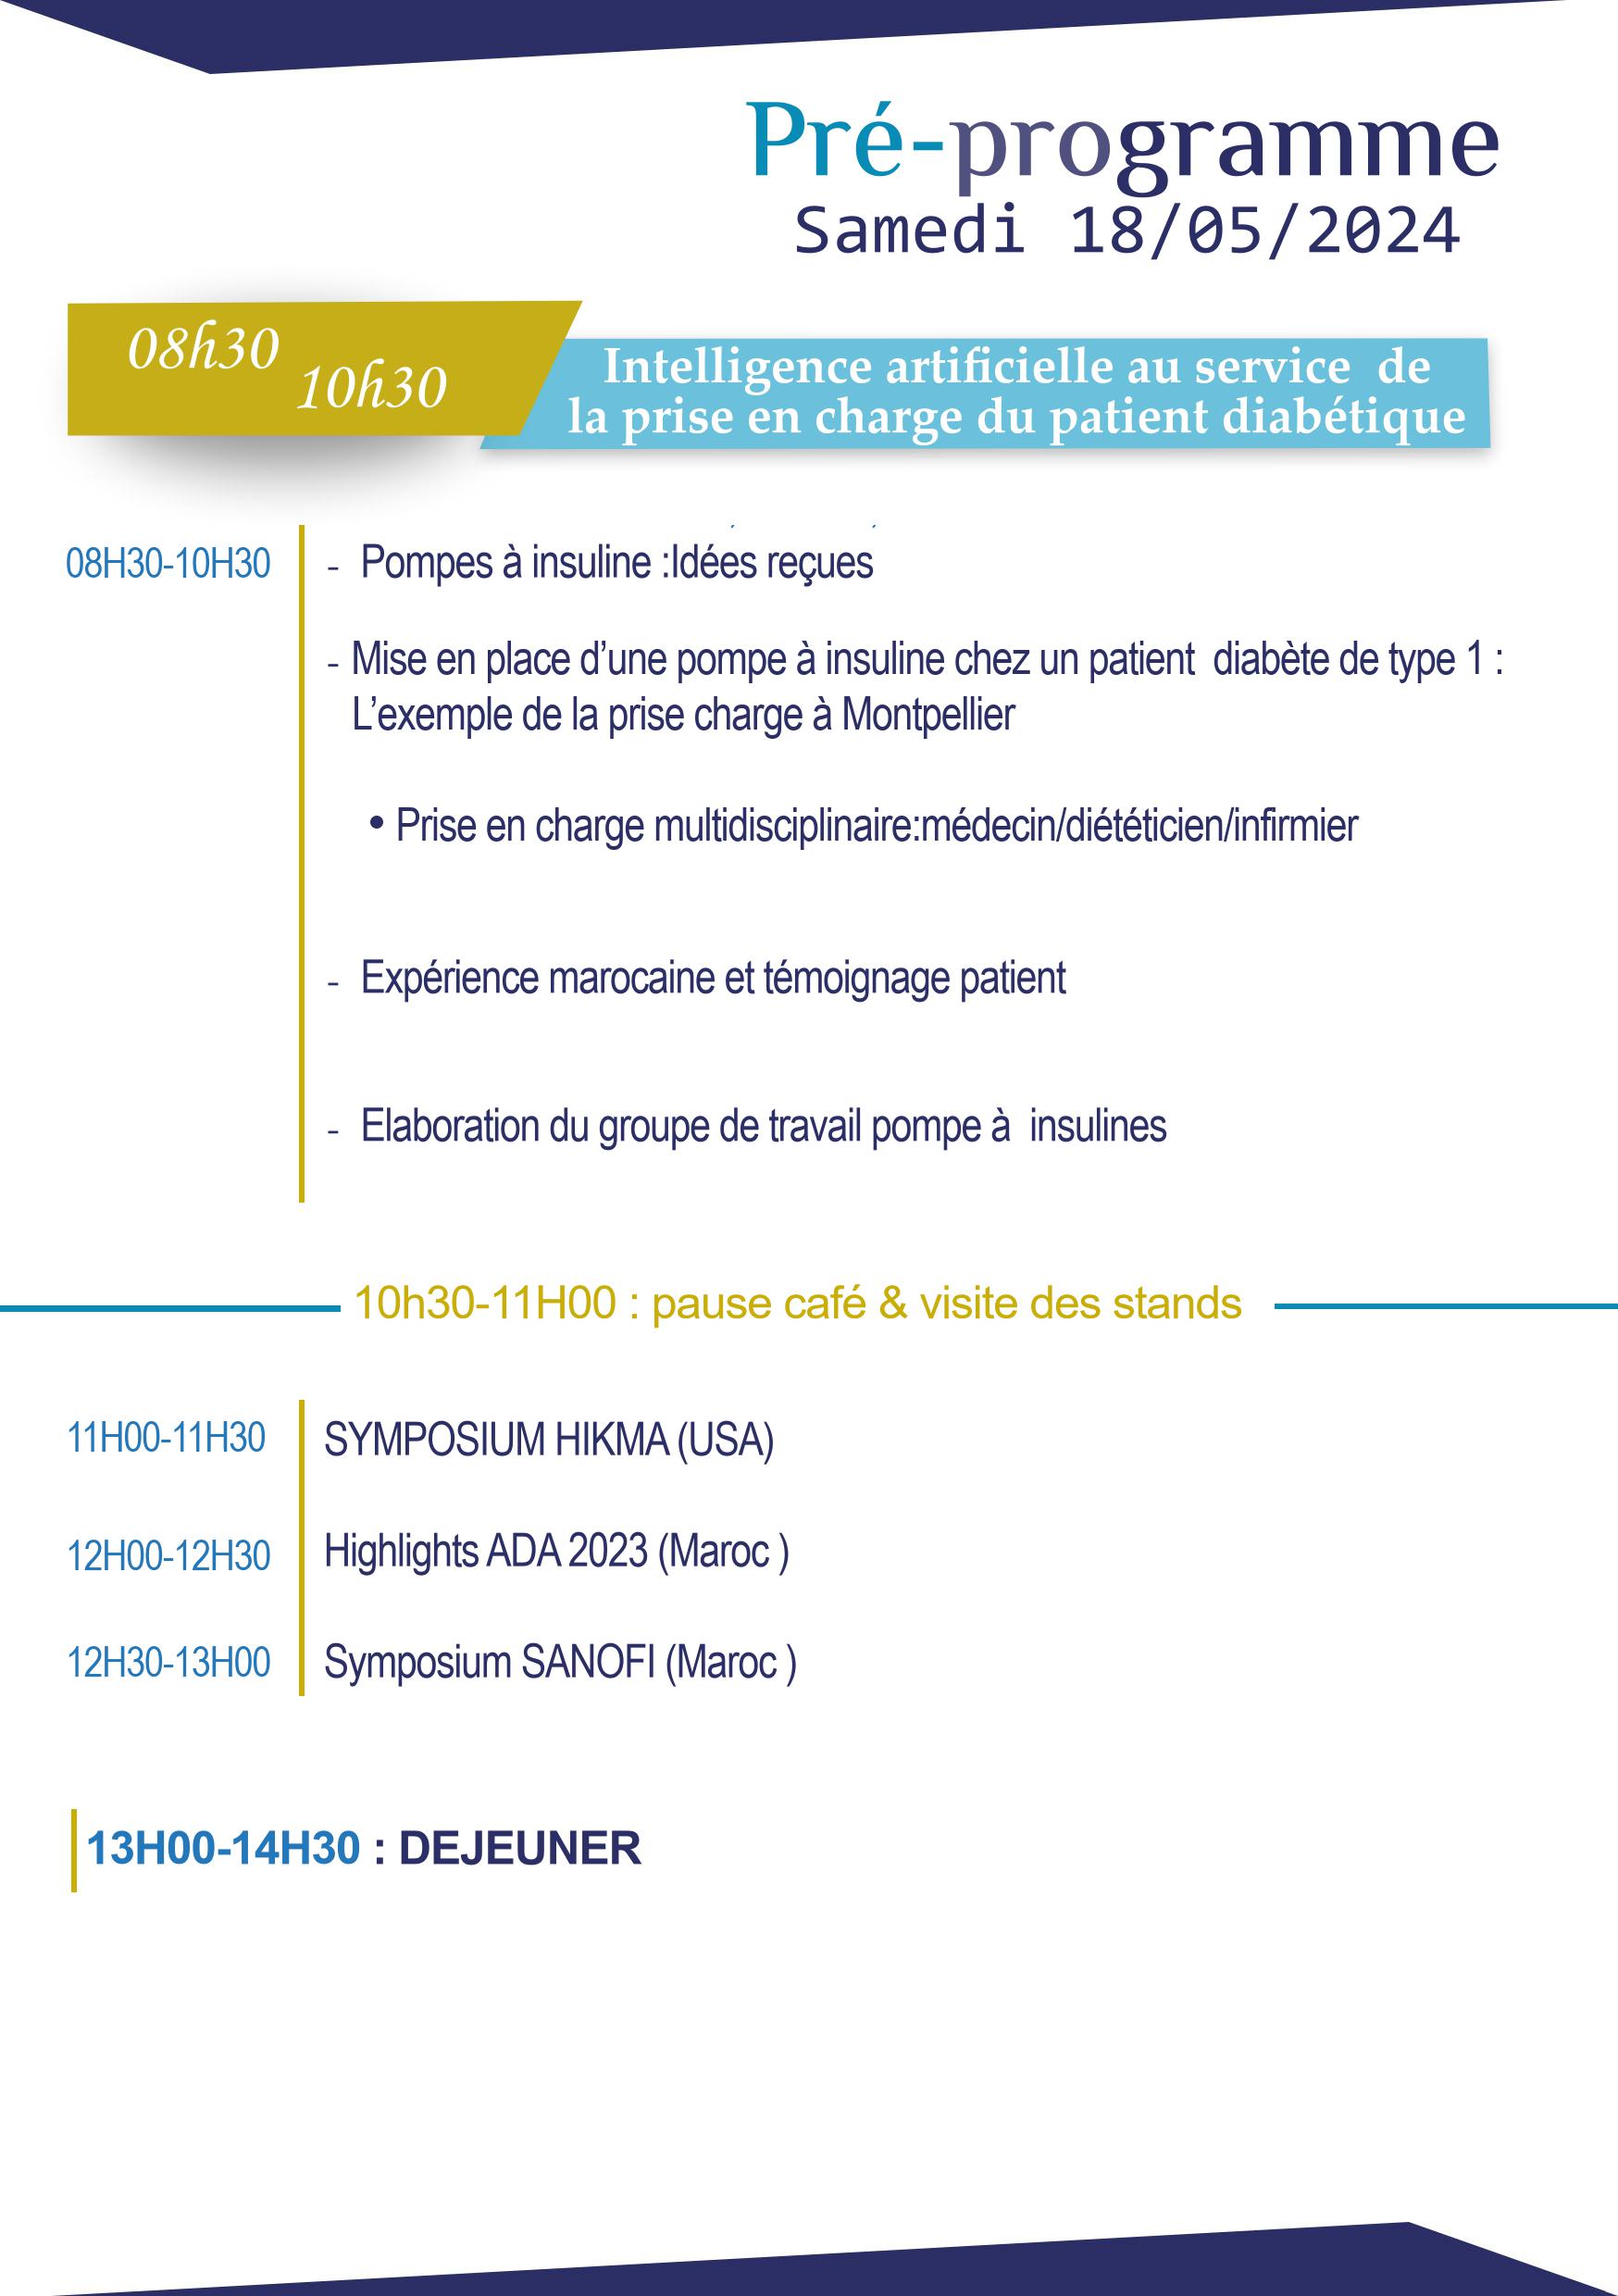 Pré-programme
Samedi 18/05/2024
08h30
10h30
Intelligence artificielle au service de
la prise en charge du patient diabétique
08H30-10H30
- Pompes à insuline :Idées reçues
- Mise en place d’une pompe à insuline chez un patient diabète de type 1 :
L’exemple de la prise charge à Montpellier
• Prise en charge multidisciplinaire:médecin/diététicien/infirmier
- Expérience marocaine et témoignage patient
- Elaboration du groupe de travail pompe à insulines
10h30-11H00 : pause café & visite des stands
11H00-11H30 SYMPOSIUM HIKMA (USA)
12H00-12H30 Highlights ADA 2023 (Maroc )
12H30-13H00 Symposium SANOFI (Maroc )
13H00-14H30 : DEJEUNER